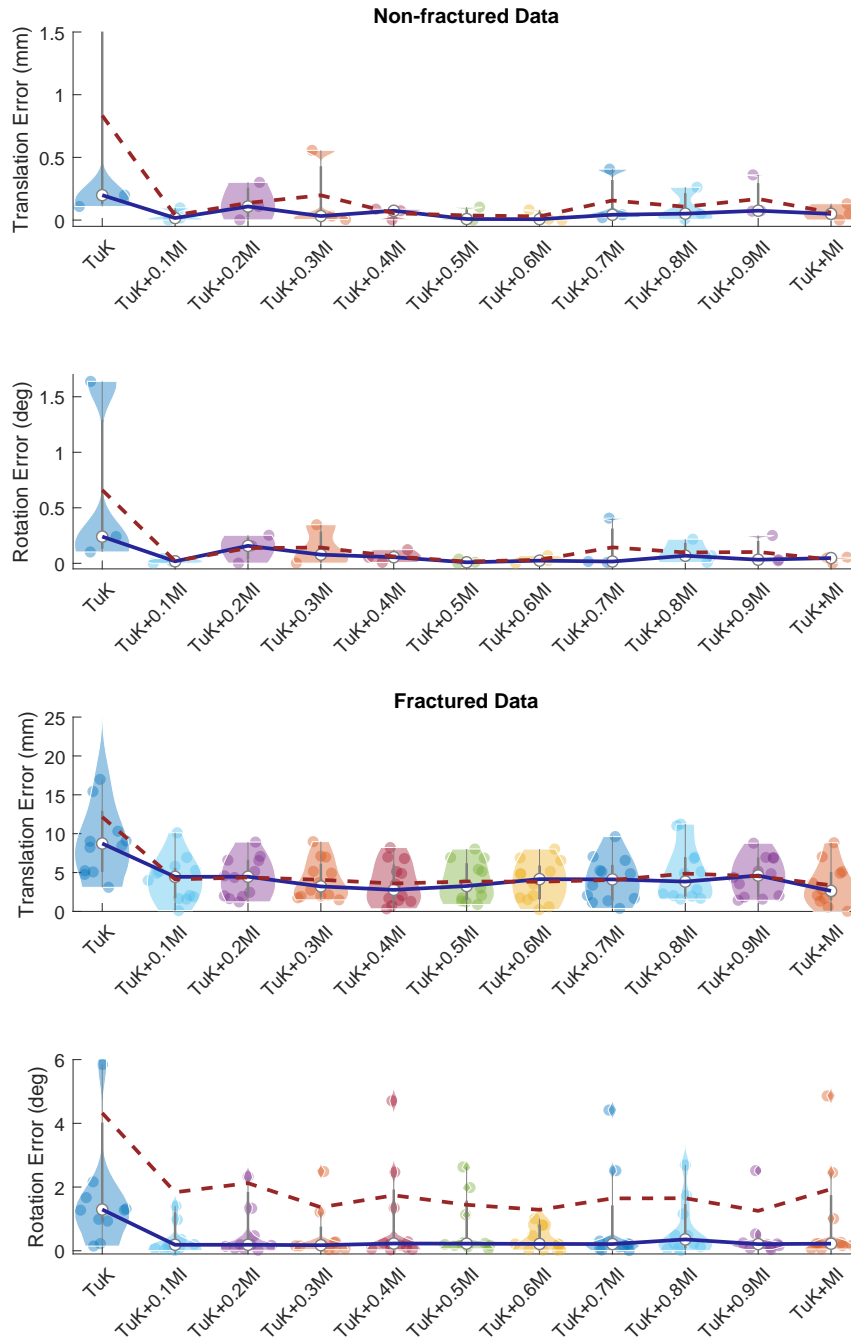 Non-fractured Data
Translation Error (mm)
1.5
1
0.5
0
TuK
TuK+0.1MI
TuK+0.2MI
TuK+0.3MI
TuK+0.4MI
TuK+0.5MI
TuK+0.6MI
TuK+0.7MI
TuK+0.8MI
TuK+0.9MI
TuK+MI
Rotation Error (deg)
1.5
1
0.5
0
TuK
TuK+0.1MI
TuK+0.2MI
TuK+0.3MI
TuK+0.4MI
TuK+0.5MI
TuK+0.6MI
TuK+0.7MI
TuK+0.8MI
TuK+0.9MI
TuK+MI
Fractured Data
Translation Error (mm)
25
20
15
10
5
0
TuK
TuK+0.1MI
TuK+0.2MI
TuK+0.3MI
TuK+0.4MI
TuK+0.5MI
TuK+0.6MI
TuK+0.7MI
TuK+0.8MI
TuK+0.9MI
TuK+MI
Rotation Error (deg)
6
4
2
0
TuK
TuK+0.1MI
TuK+0.2MI
TuK+0.3MI
TuK+0.4MI
TuK+0.5MI
TuK+0.6MI
TuK+0.7MI
TuK+0.8MI
TuK+0.9MI
TuK+MI